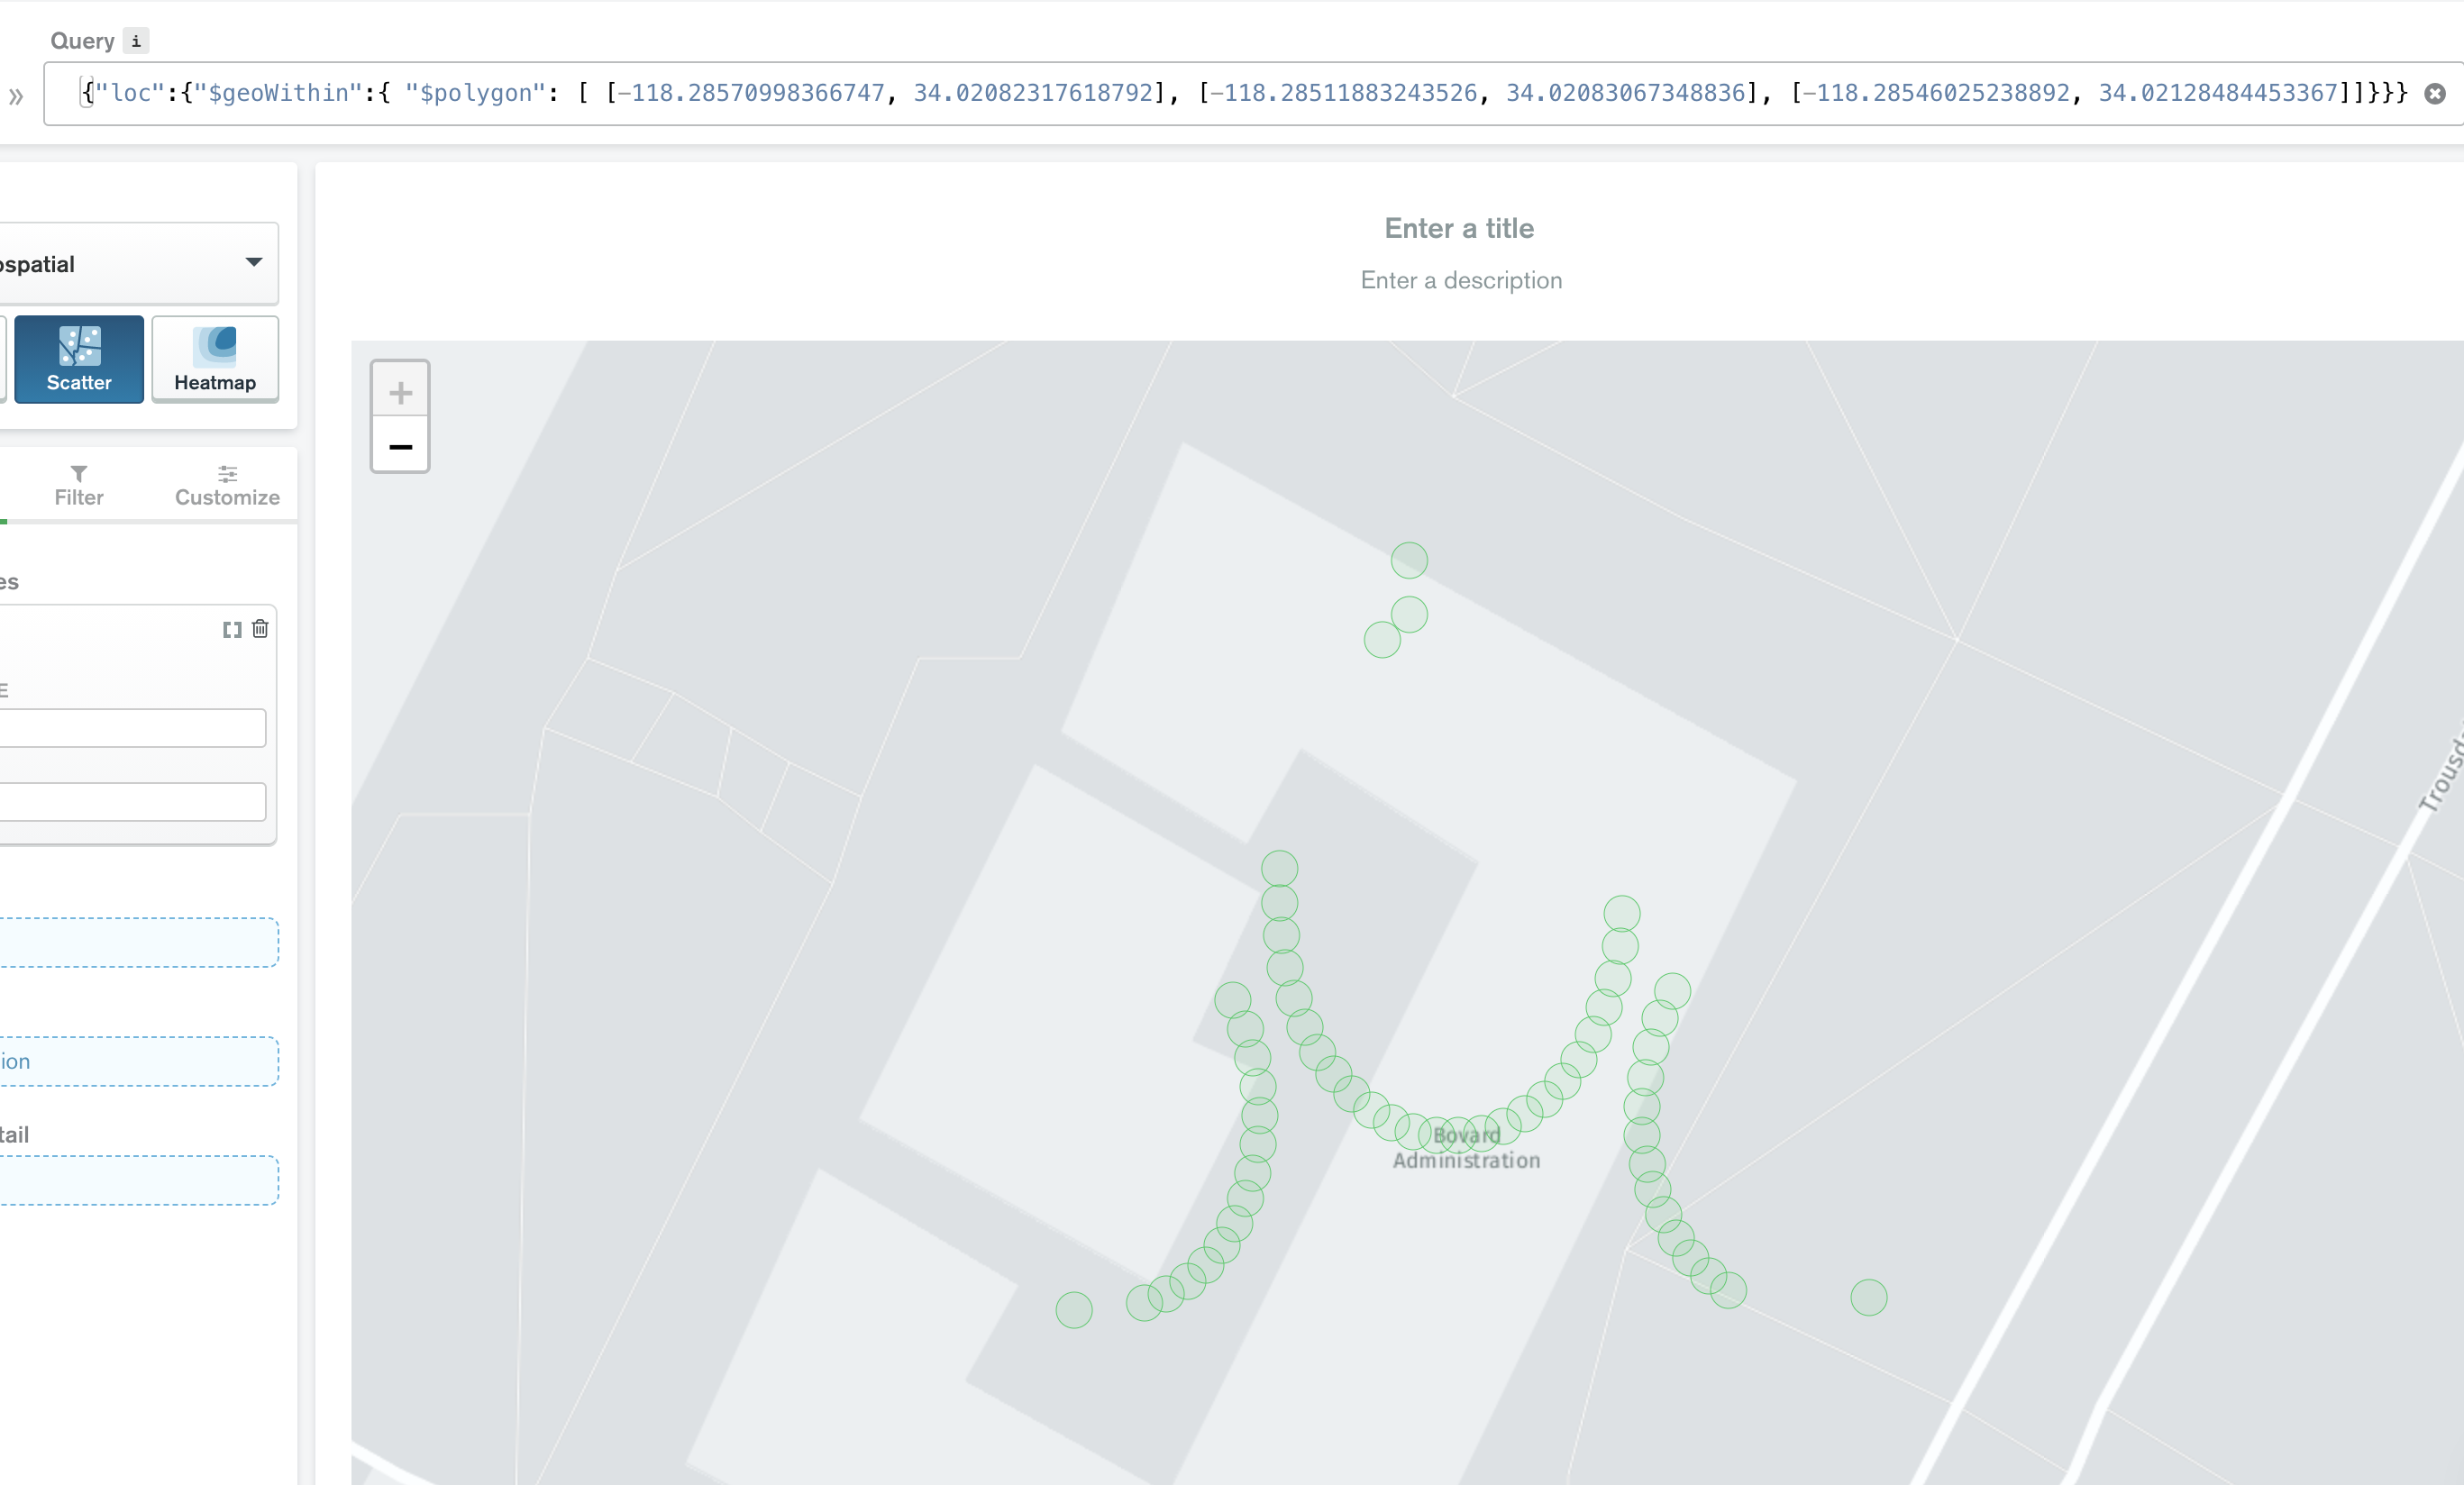 Query i
» {"loc":{"$geoWithin":{ "$polygon": [ [-118.28570998366747, 34.02082317618792], [-118.28511883243526, 34.02083067348836], [-118.28546025238892, 34.02128484453367]]}}}
ospatial
Scatter
Heatmap
Filter
Customize
es
E
ion
tail
Enter a title
Enter a description
+
−
Trousd
Bovard
Administration